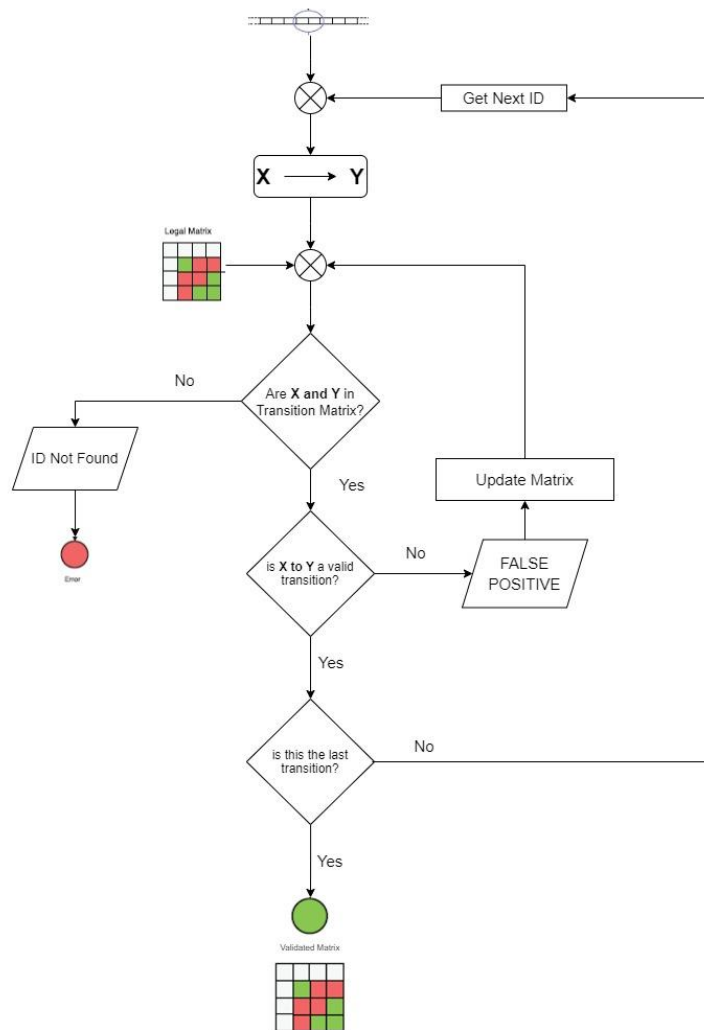 Get Next ID
X Y
Legal Matrix
No
Are X and Y in
Transition Matrix?
ID Not Found
Yes
Update Matrix
Error
is X to Y a valid
transition?
No
FALSE
POSITIVE
Yes
is this the last
transition?
No
Yes
Validated Matrix